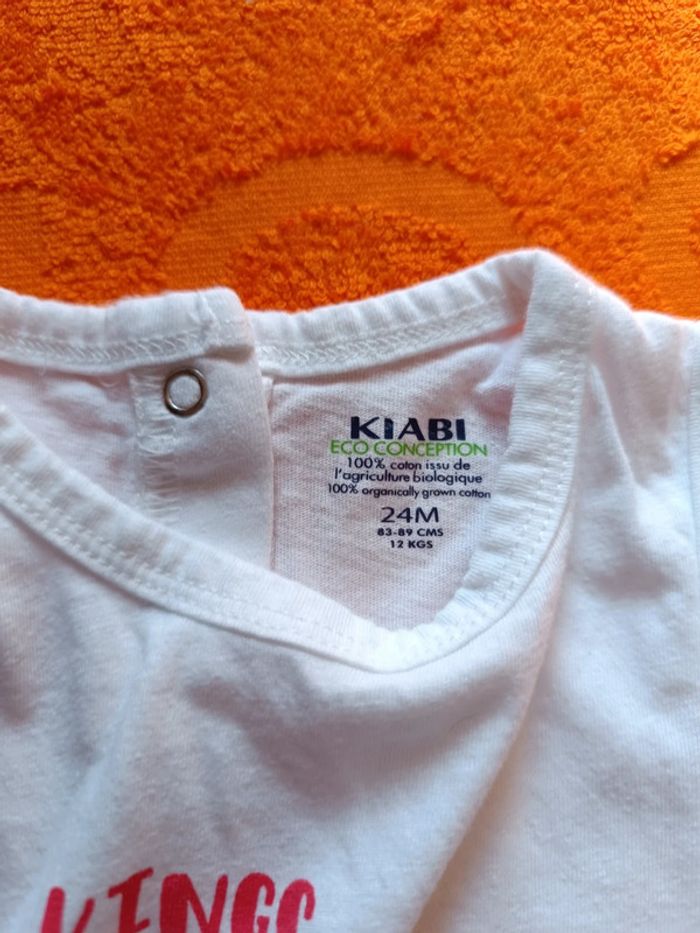 KIABI
ECO CONCEPTION
100% coton issu de
l'agriculture biologique
100% organically grown cotton
24M
83-89 CMS
12 KGS
KINGS